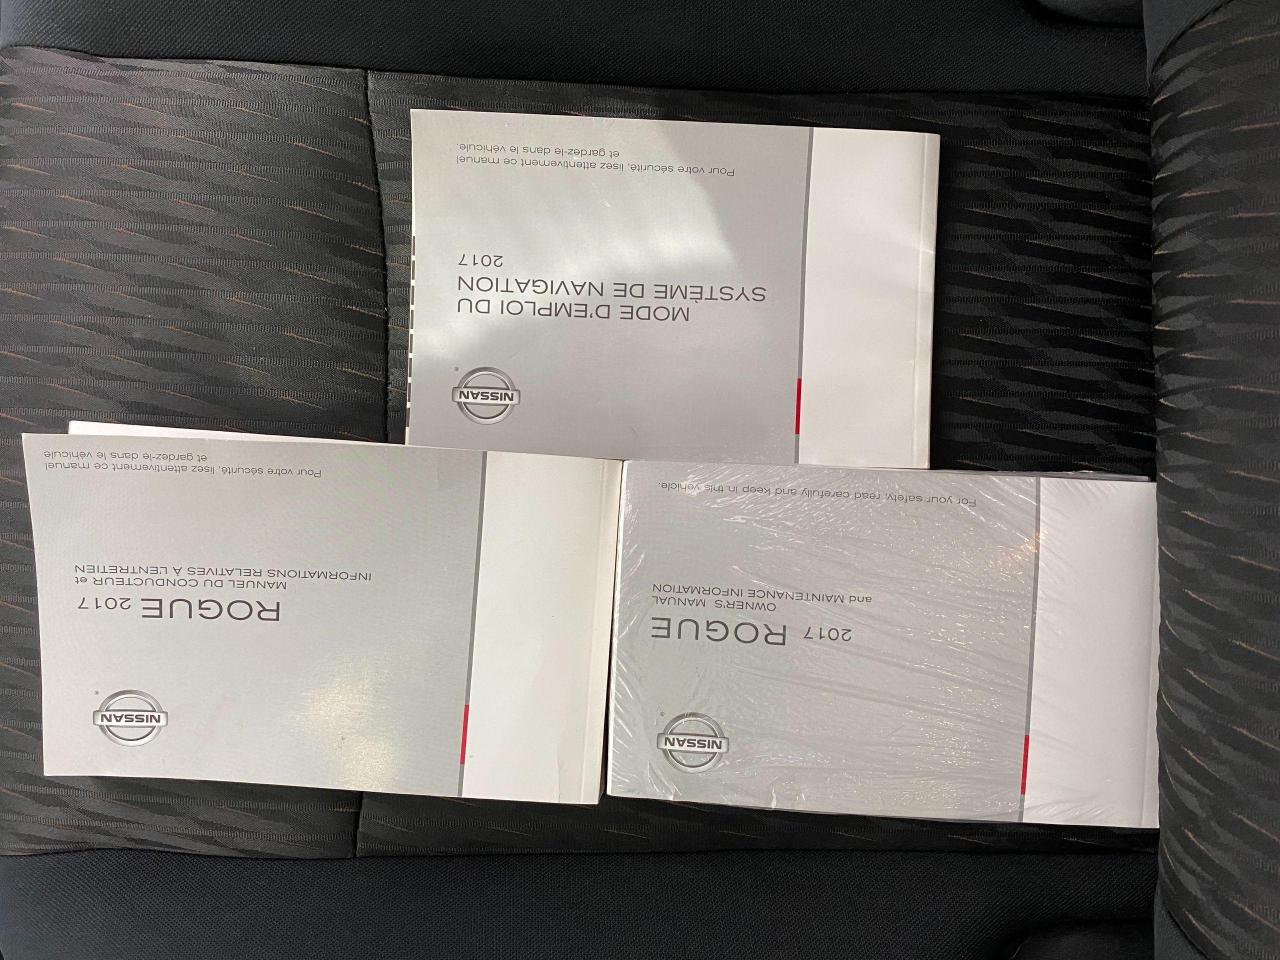 NISSAN
MODE D'EMPLOI DU
SYSTÈME DE NAVIGATION
2017
Pour votre sécurité, lisez attentivement ce manuel
et gardez-le dans le véhicule.
NISSAN
ROGUE 2017
MANUEL DU CONDUCTEUR et
INFORMATIONS RELATIVES À L'ENTRETIEN
Pour votre sécurité, lisez attentivement ce manuel
et gardez-le dans le véhicule
NISSAN
2017 ROGUE
OWNER'S MANUAL
and MAINTENANCE INFORMATION
For your safety, read carefully and keep in this vehicle.